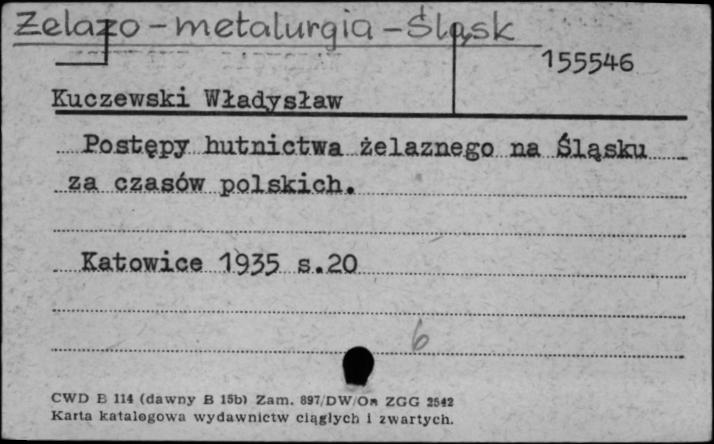 Żelazo - metalurgia - Śląsk
155546
Kuczewski Władysław
Postępy hutnictwa żelaznego na Śląsku
za czasów polskich.
Katowice 1935 s.20
6
CWD B 114 (dawny B 15b) Zam. 897/DW/Oa ZGG 2542
Karta katalogowa wydawnictw ciągłych i zwartych.